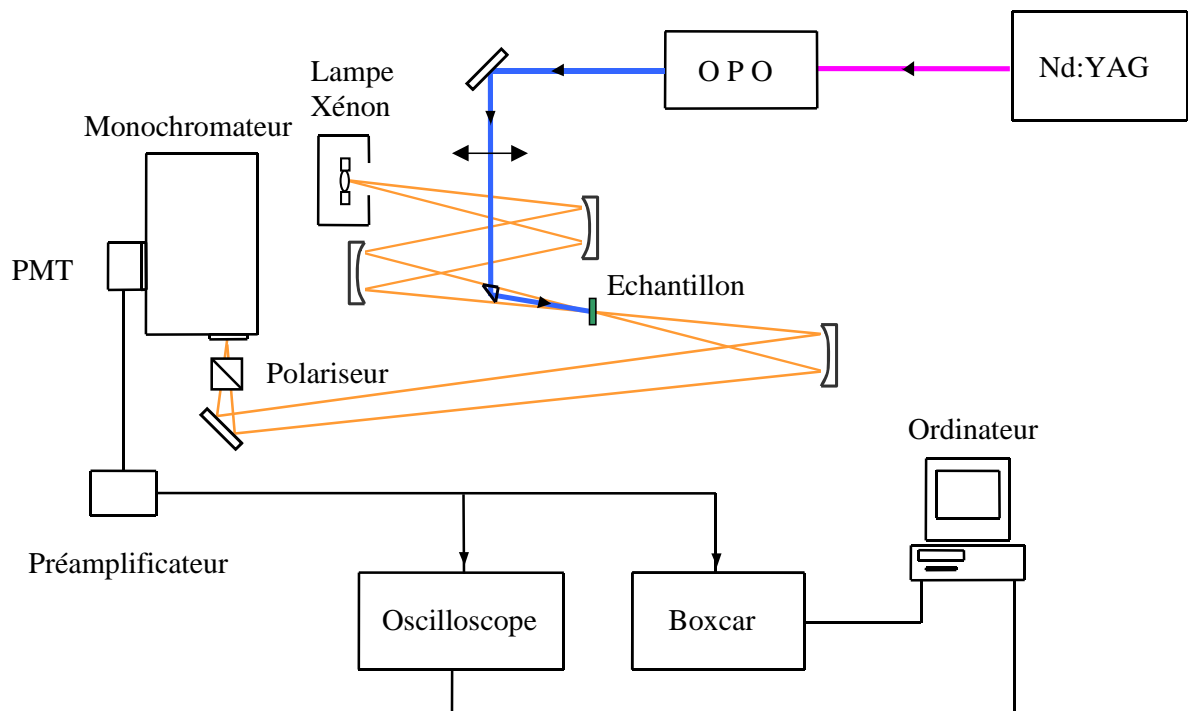 O P O
Nd:YAG
Lampe
Xénon
Monochromateur
PMT
Echantillon
Polariseur
Ordinateur
Préamplificateur
Oscilloscope
Boxcar